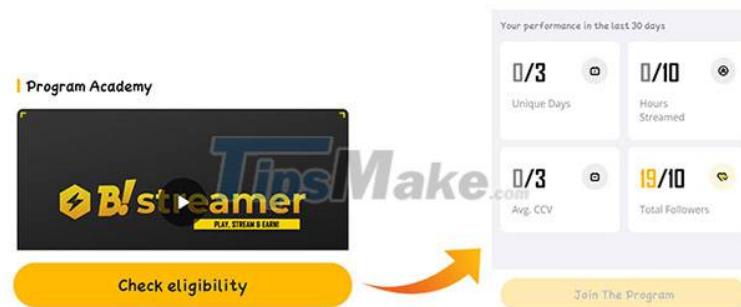 Program Academy
B! streamer
PLAY, STREAM & EARN!
Check eligibility
TipsMake.com
Your performance in the last 30 days
0/3
Unique Days
0/10
Hours
Streamed
0/3
Avg. CCV
19/10
Total Followers
Join The Program